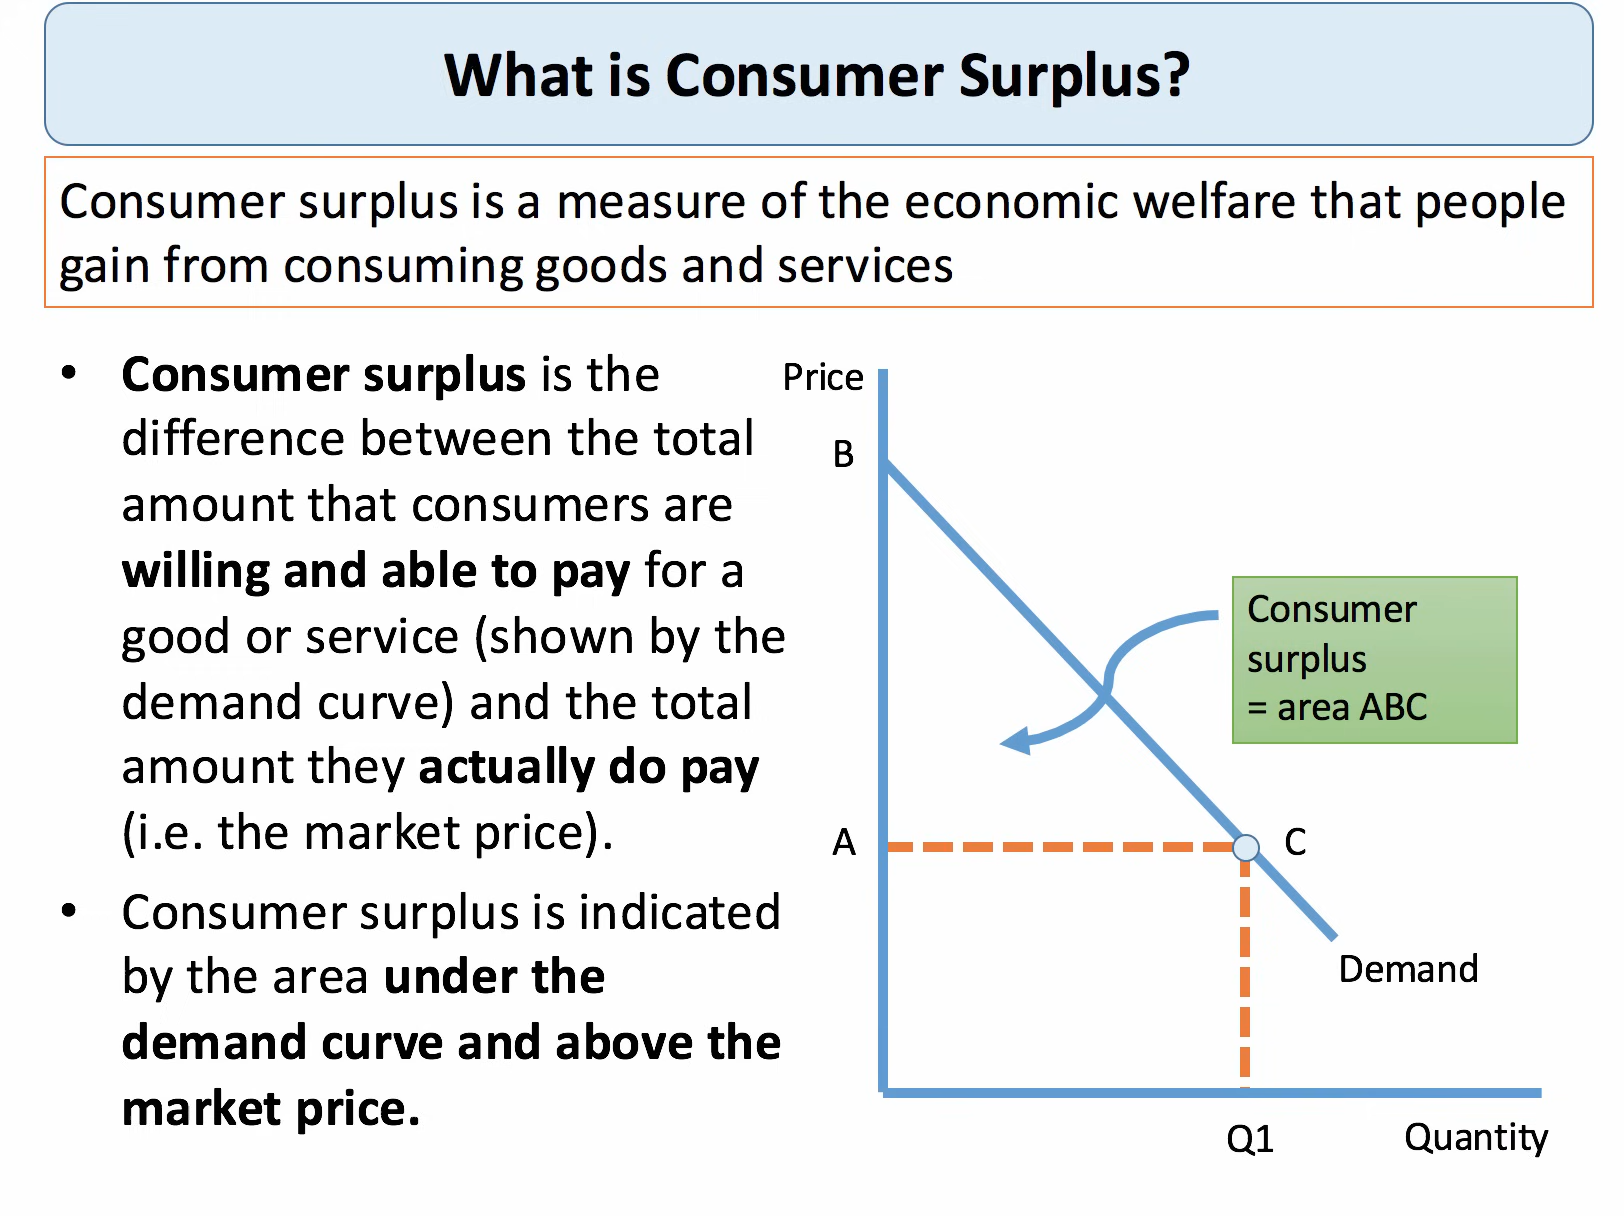 What is Consumer Surplus?
Consumer surplus is a measure of the economic welfare that people
gain from consuming goods and services
• Consumer surplus is the
difference between the total
amount that consumers are
willing and able to pay for a
good or service (shown by the
demand curve) and the total
amount they actually do pay
(i.e. the market price).
• Consumer surplus is indicated
by the area under the
demand curve and above the
market price.
Price
B
Consumer
surplus
= area ABC
A
C
Demand
Q1
Quantity